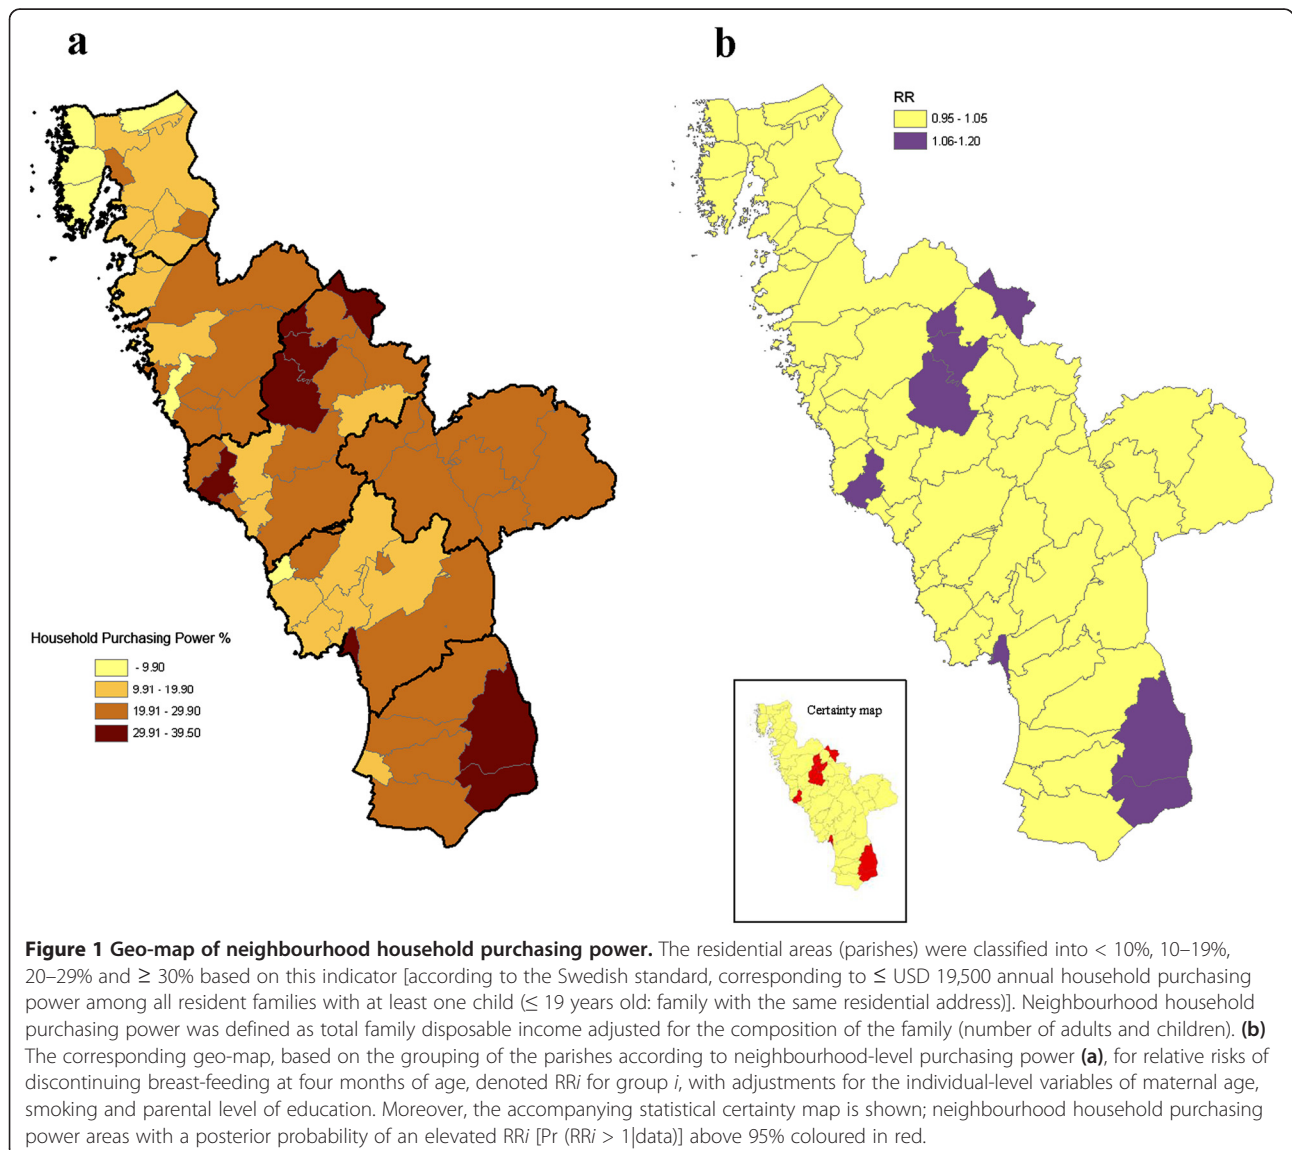 a
b
RR
0.95 - 1.05
1.06-1.20
Household Purchasing Power %
- 9.90
9.91 - 19.90
19.91 - 29.90
29.91 - 39.50
Certainty map
Figure 1 Geo-map of neighbourhood household purchasing power. The residential areas (parishes) were classified into < 10%, 10–19%,
20–29% and ≥ 30% based on this indicator [according to the Swedish standard, corresponding to ≤ USD 19,500 annual household purchasing
power among all resident families with at least one child (≤ 19 years old: family with the same residential address)]. Neighbourhood household
purchasing power was defined as total family disposable income adjusted for the composition of the family (number of adults and children). (b)
The corresponding geo-map, based on the grouping of the parishes according to neighbourhood-level purchasing power (a), for relative risks of
discontinuing breast-feeding at four months of age, denoted RRi for group i, with adjustments for the individual-level variables of maternal age,
smoking and parental level of education. Moreover, the accompanying statistical certainty map is shown; neighbourhood household purchasing
power areas with a posterior probability of an elevated RRi [Pr (RRi > 1|data)] above 95% coloured in red.